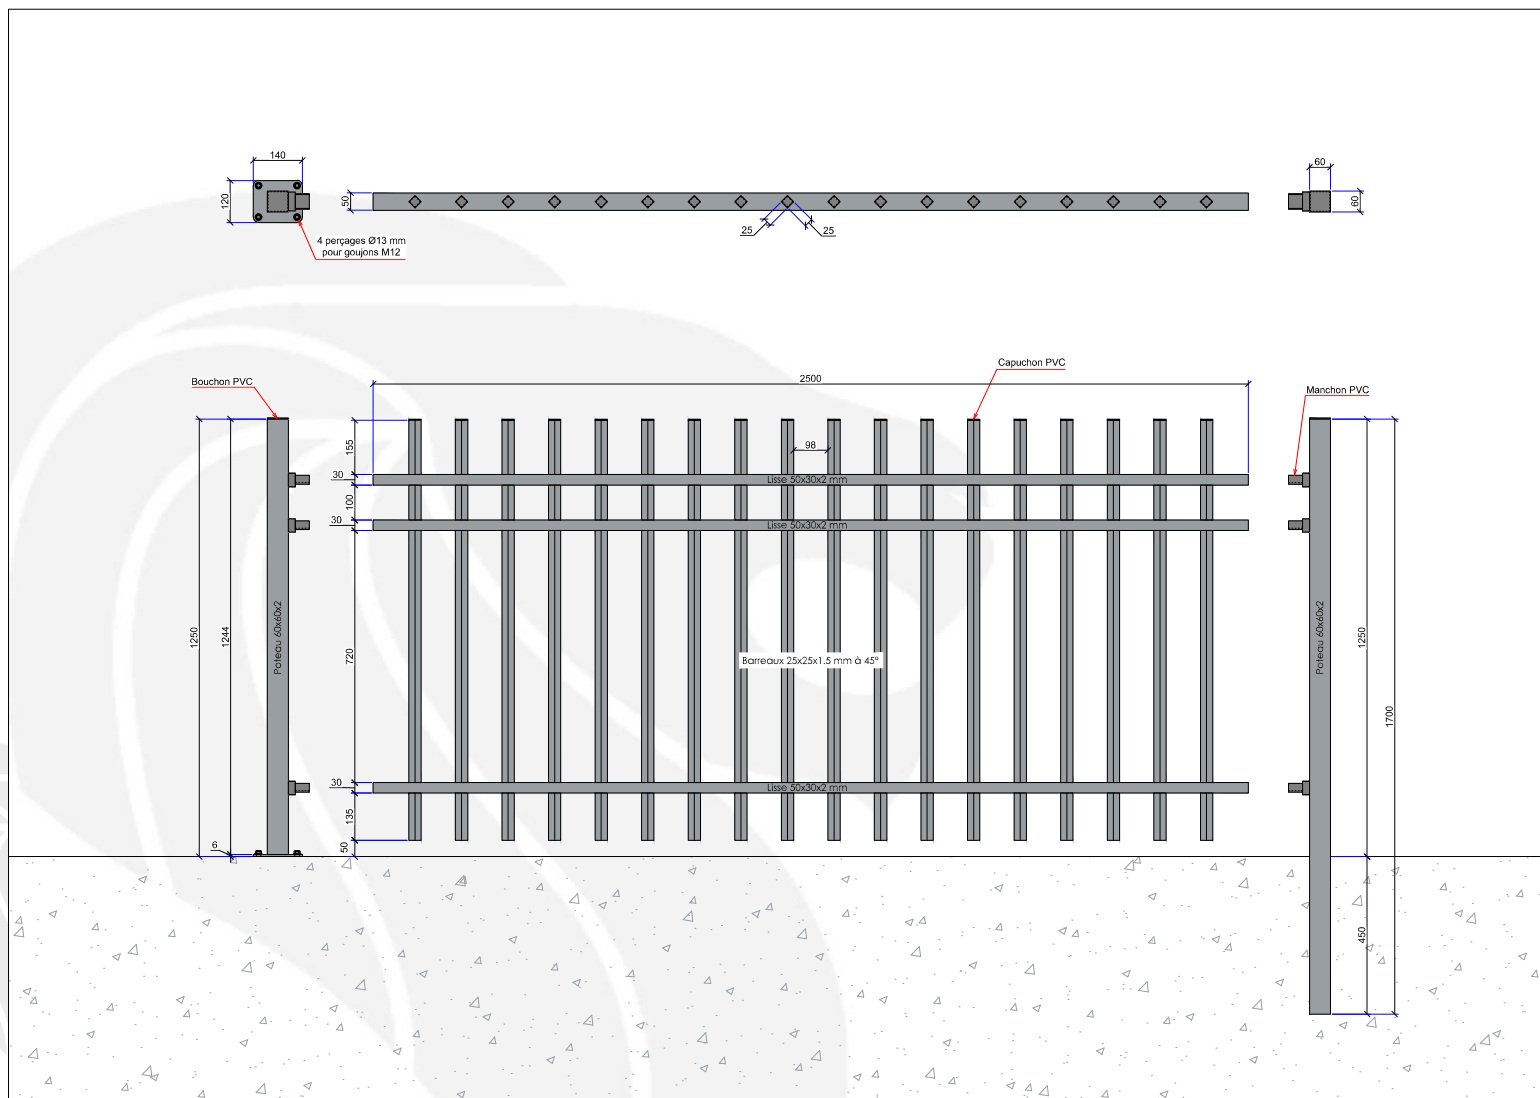 140
120
4 perçages Ø13 mm
pour goujons M12
50
25
25
60
60
Bouchon PVC
2500
Capuchon PVC
Manchon PVC
155
98
30
Lisse 50x30x2 mm
100
30
Lisse 50x30x2 mm
1250
1244
Poteau 60x60x2
720
Barreaux 25x25x1.5 mm à 45°
Poteau 60x60x2
1250
1700
30
Lisse 50x30x2 mm
135
6
50
450